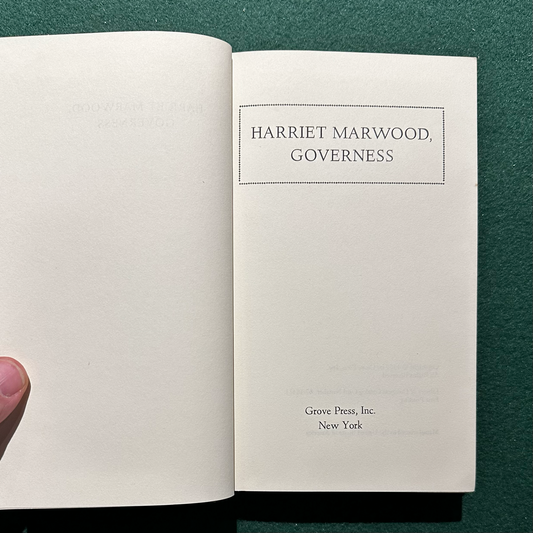 HARRIET MARWOOD,
GOVERNESS
Grove Press, Inc.
New York